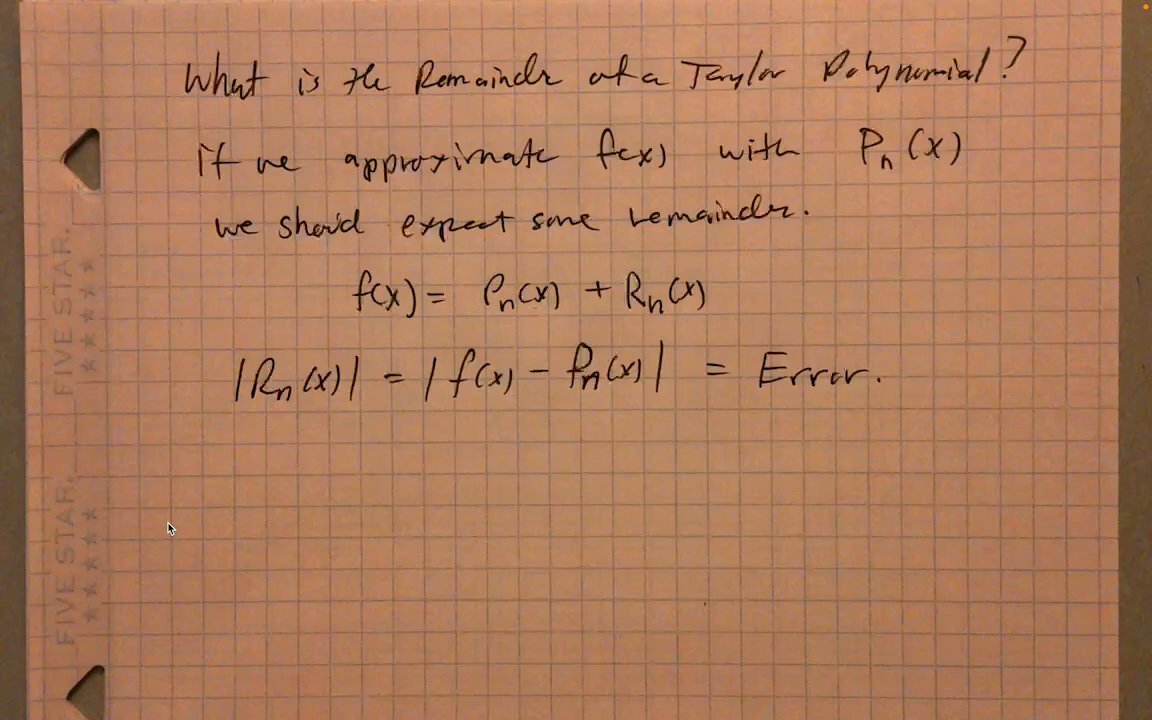 What is the Remainder of a Taylor Polynomial?
if we approximate f(x) with Pn(x)
we should expect some remainder.
f(x) = Pn(x) + Rn(x)
|Rn(x)| = |f(x) - Pn(x)| = Error.
FIVE STAR.
FIVE STAR.